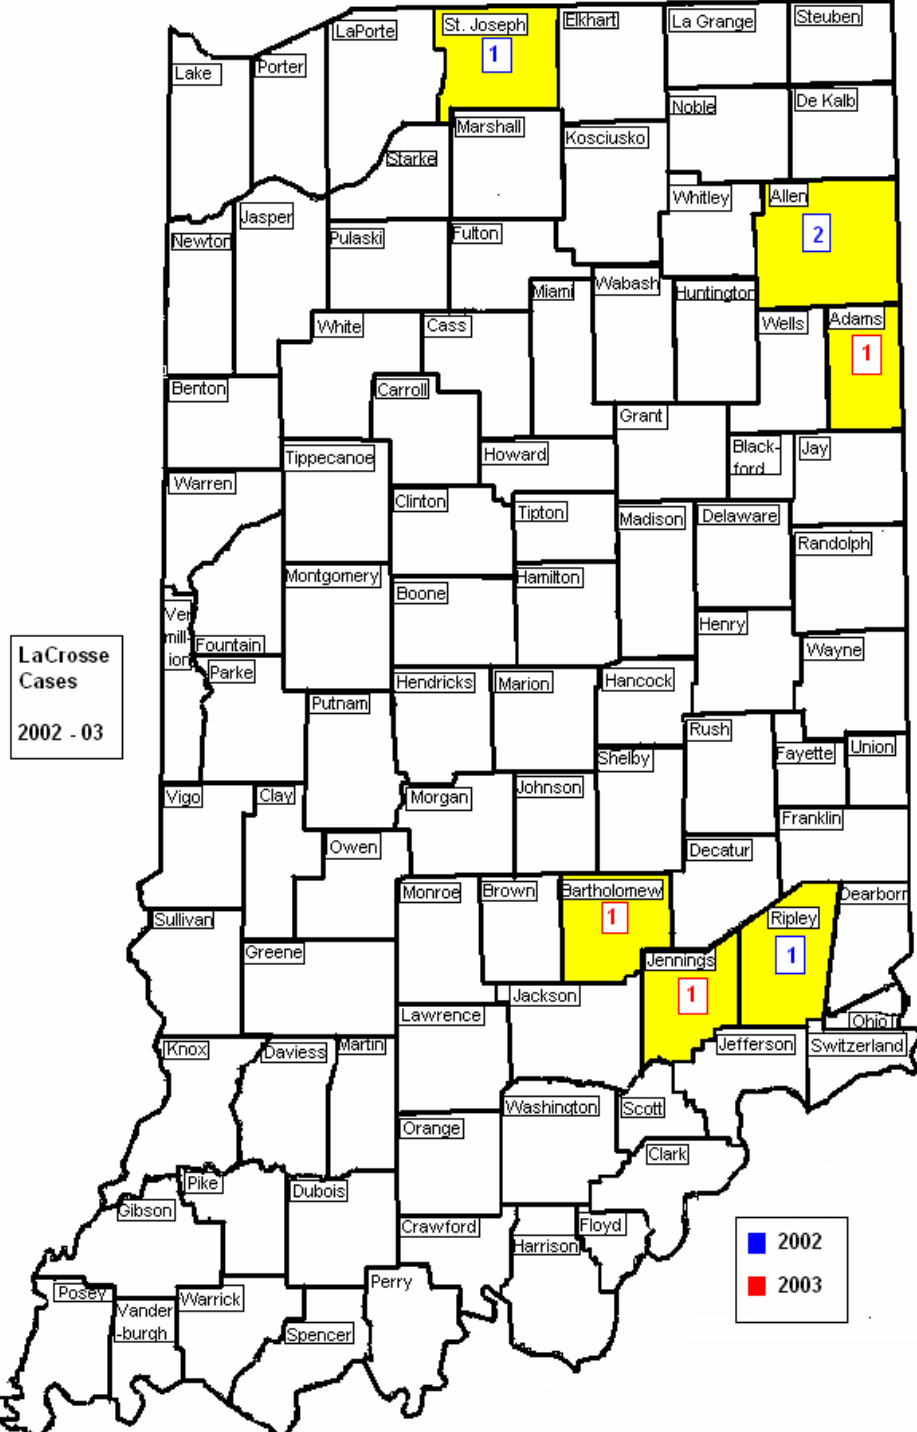 St. Joseph
1
Elkhart
La Grange
Steuben
LaPorte
Lake
Porter
Noble
De Kalb
Marshall
Kosciusko
Starke
Whitley
Allen
2
Jasper
Newton
Pulaski
Fulton
Miami
Wabash
Huntington
White
Cass
Wells
Adams
1
Benton
Carroll
Grant
Black-
ford
Jay
Tippecanoe
Howard
Warren
Clinton
Tipton
Madison
Delaware
Randolph
Montgomery
Boone
Hamilton
Ver
mill-
ion
Fountain
Henry
Wayne
LaCrosse
Cases
2002 - 03
Parke
Hendricks
Marion
Hancock
Putnam
Rush
Fayette
Union
Shelby
Vigo
Clay
Morgan
Johnson
Franklin
Owen
Decatur
Monroe
Brown
Bartholomew
1
Dearborn
Sullivan
Ripley
1
Greene
Jennings
1
Jackson
Lawrence
Ohio
Knox
Daviess
Martin
Jefferson
Switzerland
Washington
Scott
Orange
Clark
Pike
Dubois
Gibson
Crawford
Floyd
Harrison
2002
2003
Posey
Vander
-burgh
Warrick
Perry
Spencer